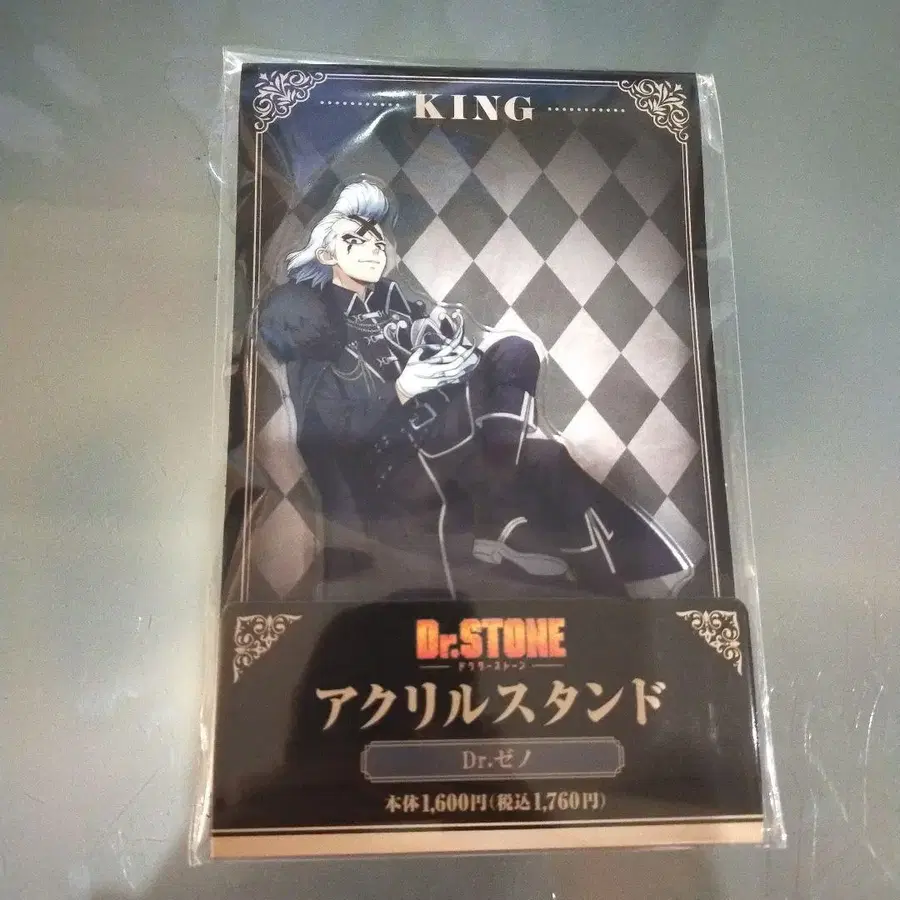 KING
Dr.STONE
ドクターストーン
アクリルスタンド
Dr.ゼノ
本体1,600円(税込1,760円)